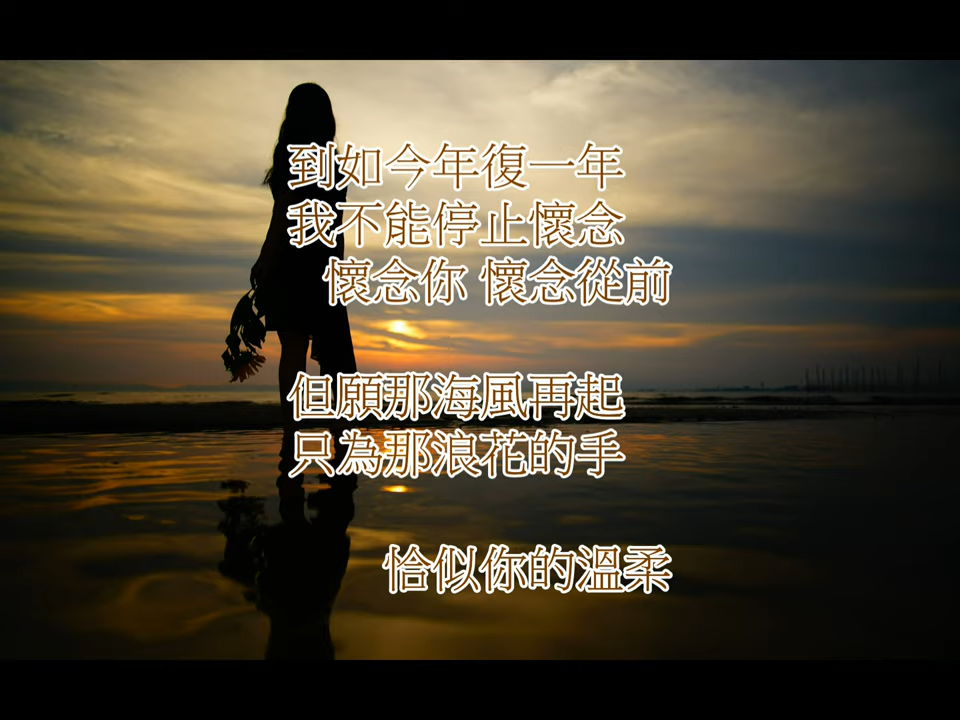 到如今年復一年
我不能停止懷念
懷念你 懷念從前
但願那海風再起
只為那浪花的手
恰似你的溫柔